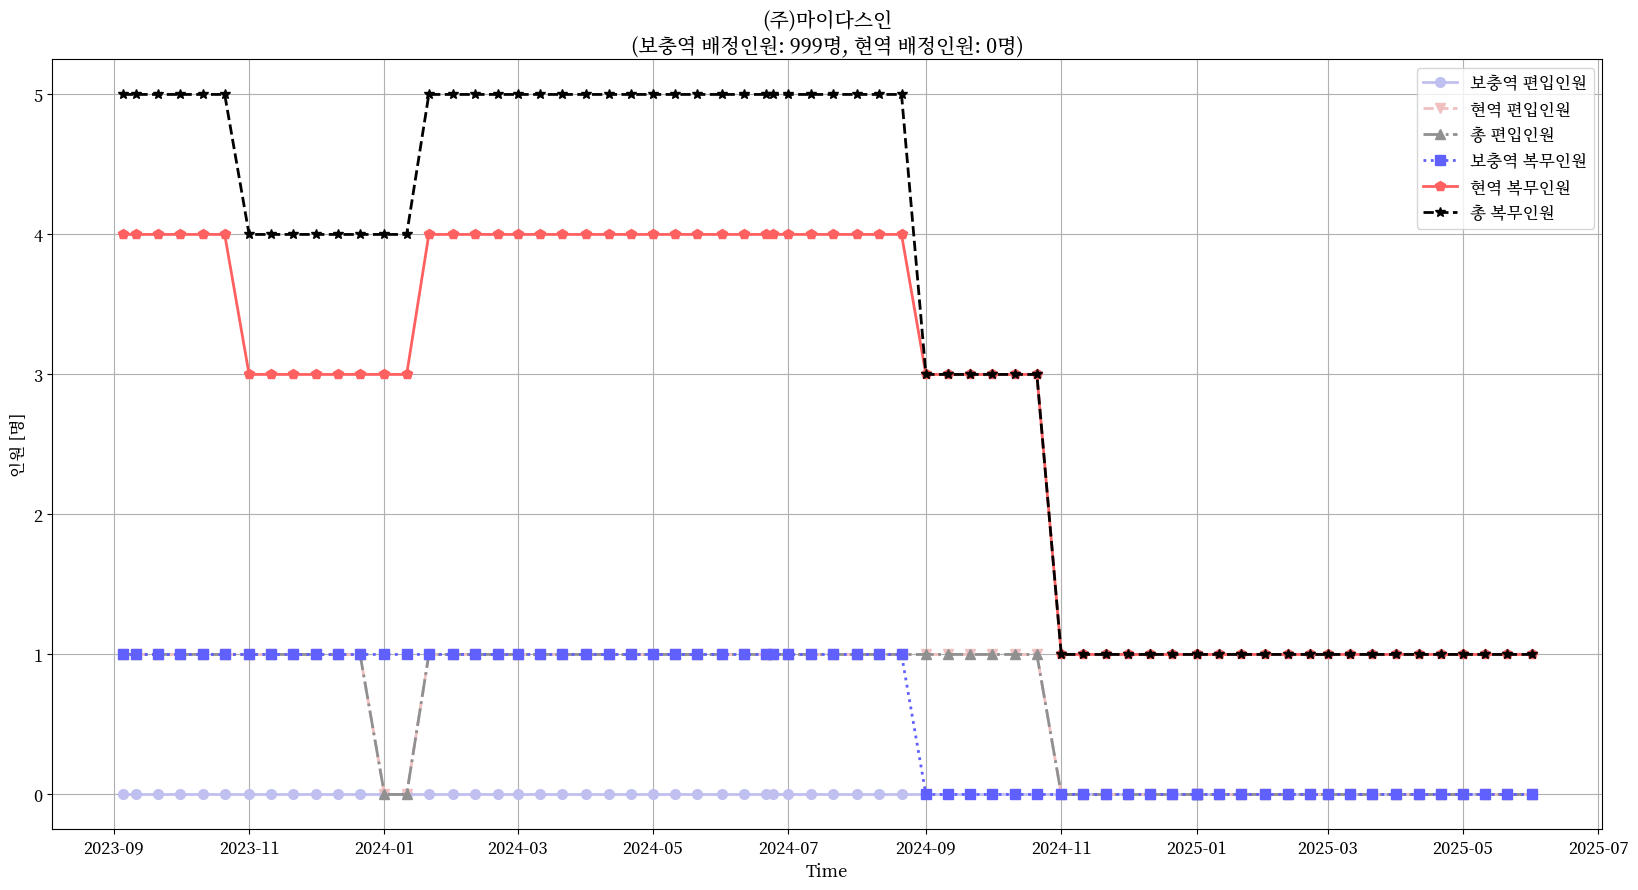 (주)마이다스인
(보충역 배정인원: 999명, 현역 배정인원: 0명)
보충역 편입인원
현역 편입인원
총 편입인원
보충역 복무인원
현역 복무인원
총 복무인원
인원 [명]
5
4
3
2
1
0
2023-09
2023-11
2024-01
2024-03
2024-05
2024-07
2024-09
2024-11
2025-01
2025-03
2025-05
2025-07
Time